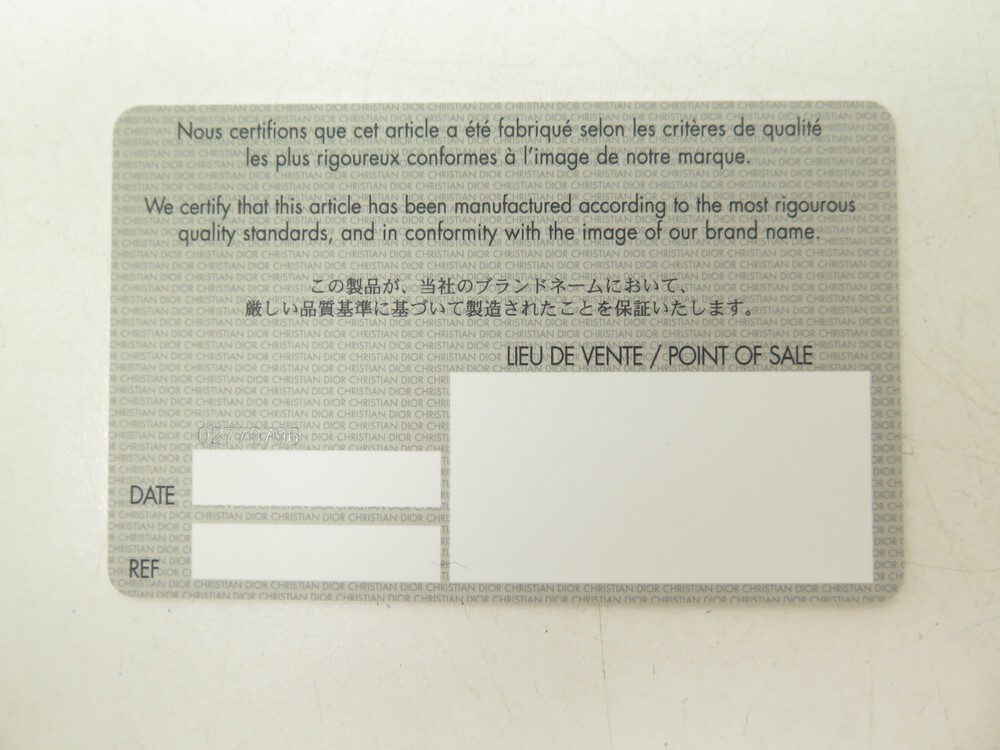 Nous certifions que cet article a été fabriqué selon les critères de qualité
les plus rigoureux conformes à l'image de notre marque.
We certify that this article has been manufactured according to the most rigourous
quality standards, and in conformity with the image of our brand name.
この製品が、当社のブランドネームにおいて、
厳しい品質基準に基づいて製造されたことを保証いたします。
LIEU DE VENTE / POINT OF SALE
DATE
REF
CHRISTIAN DIOR